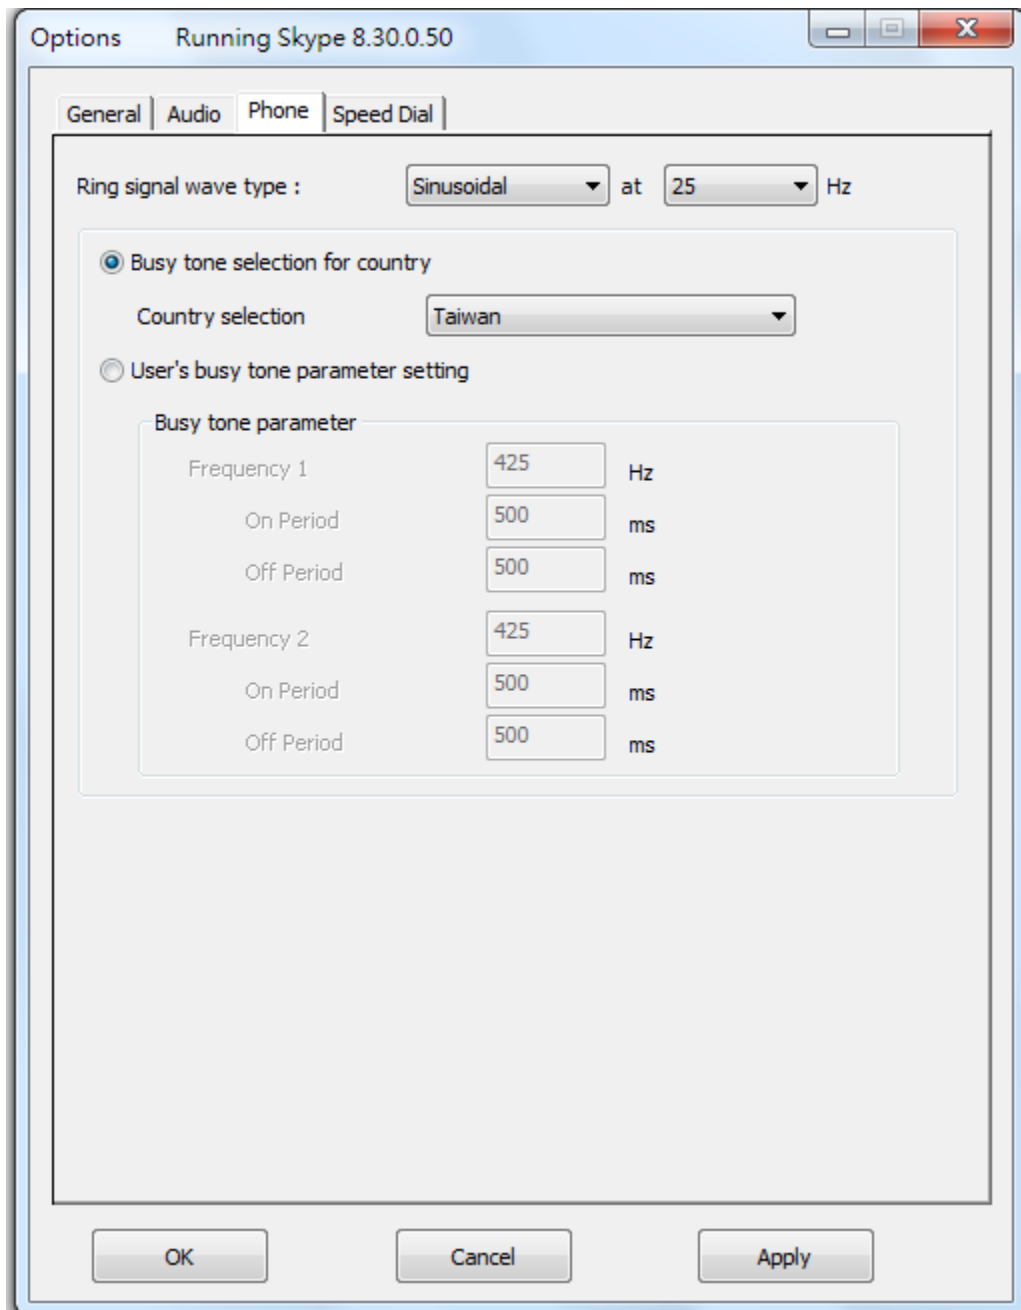 Options Running Skype 8.30.0.50
General Audio Phone Speed Dial
Ring signal wave type : Sinusoidal at 25 Hz
Busy tone selection for country
Country selection Taiwan
User's busy tone parameter setting
Busy tone parameter
Frequency 1 425 Hz
On Period 500 ms
Off Period 500 ms
Frequency 2 425 Hz
On Period 500 ms
Off Period 500 ms
OK Cancel Apply